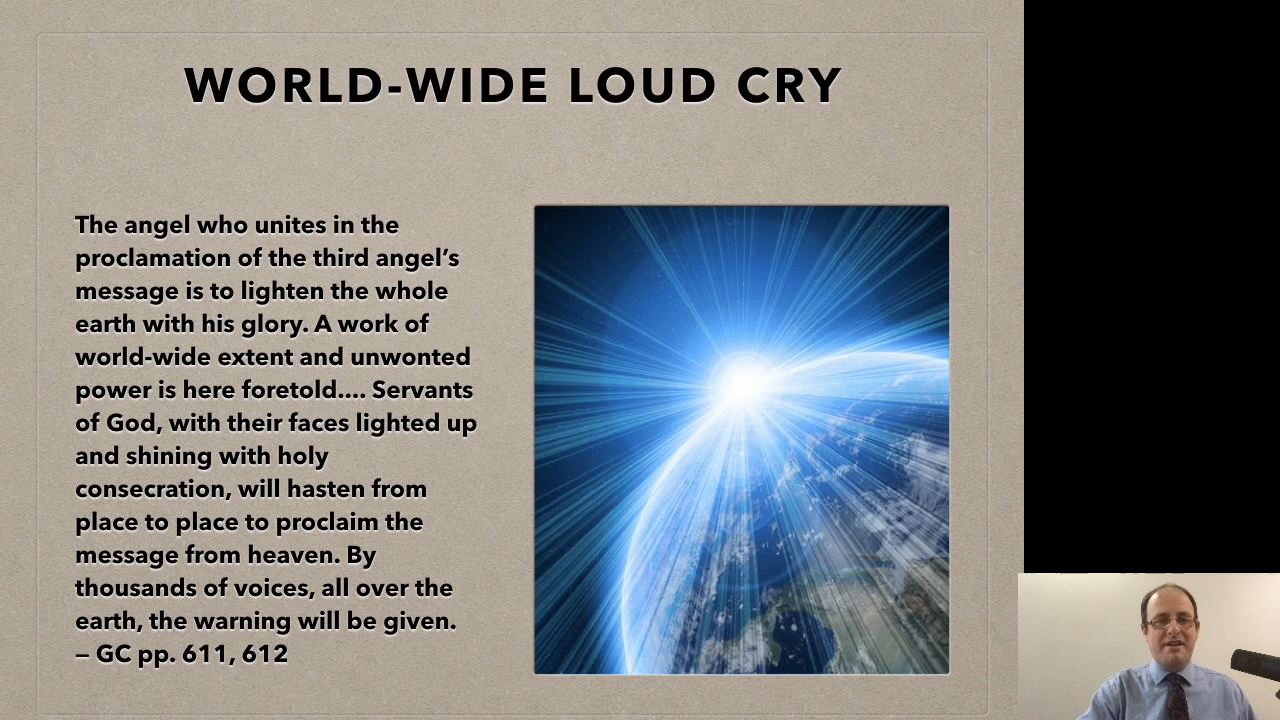 WORLD-WIDE LOUD CRY
The angel who unites in the
proclamation of the third angel’s
message is to lighten the whole
earth with his glory. A work of
world-wide extent and unwonted
power is here foretold.... Servants
of God, with their faces lighted up
and shining with holy
consecration, will hasten from
place to place to proclaim the
message from heaven. By
thousands of voices, all over the
earth, the warning will be given.
– GC pp. 611, 612